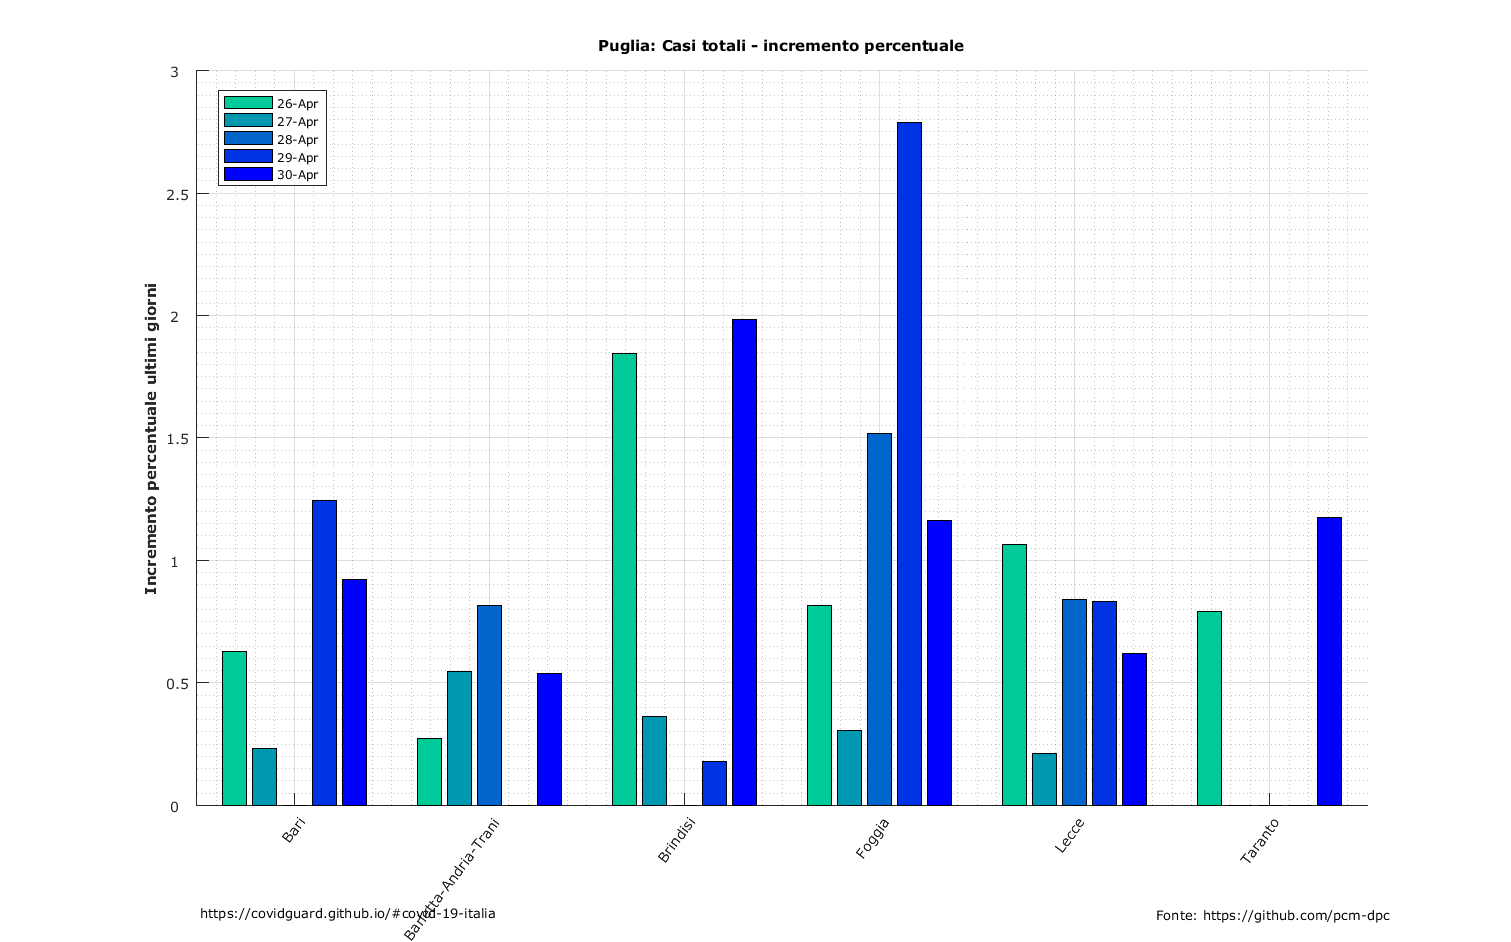 Puglia: Casi totali - incremento percentuale
3
2.5
2
1.5
1
0.5
0
Incremento percentuale ultimi giorni
26-Apr
27-Apr
28-Apr
29-Apr
30-Apr
Bari
Barletta-Andria-Trani
Brindisi
Foggia
Lecce
Taranto
https://covidguard.github.io/#covid-19-italia
Fonte: https://github.com/pcm-dpc